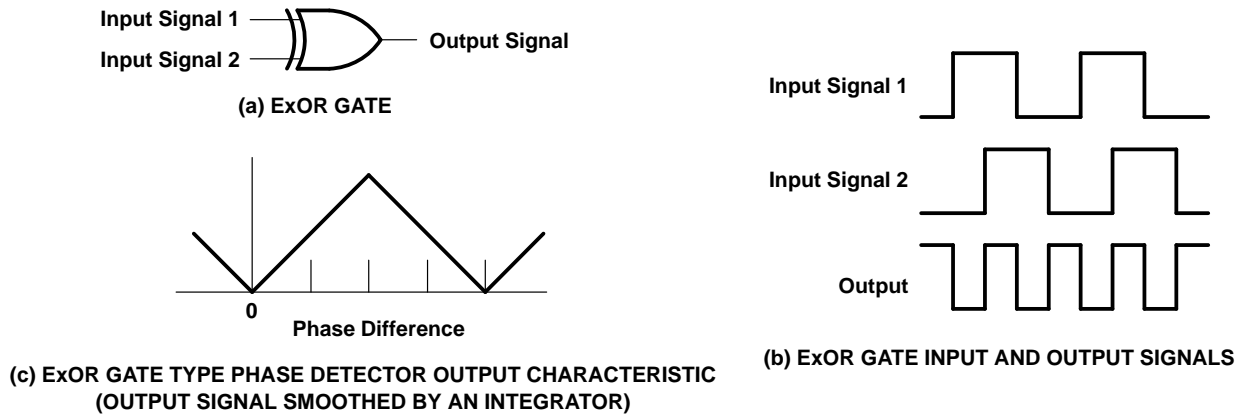 Input Signal 1
Input Signal 2
Output Signal
(a) ExOR GATE
0
Phase Difference
(c) ExOR GATE TYPE PHASE DETECTOR OUTPUT CHARACTERISTIC
(OUTPUT SIGNAL SMOOTHED BY AN INTEGRATOR)
Input Signal 1
Input Signal 2
Output
(b) ExOR GATE INPUT AND OUTPUT SIGNALS